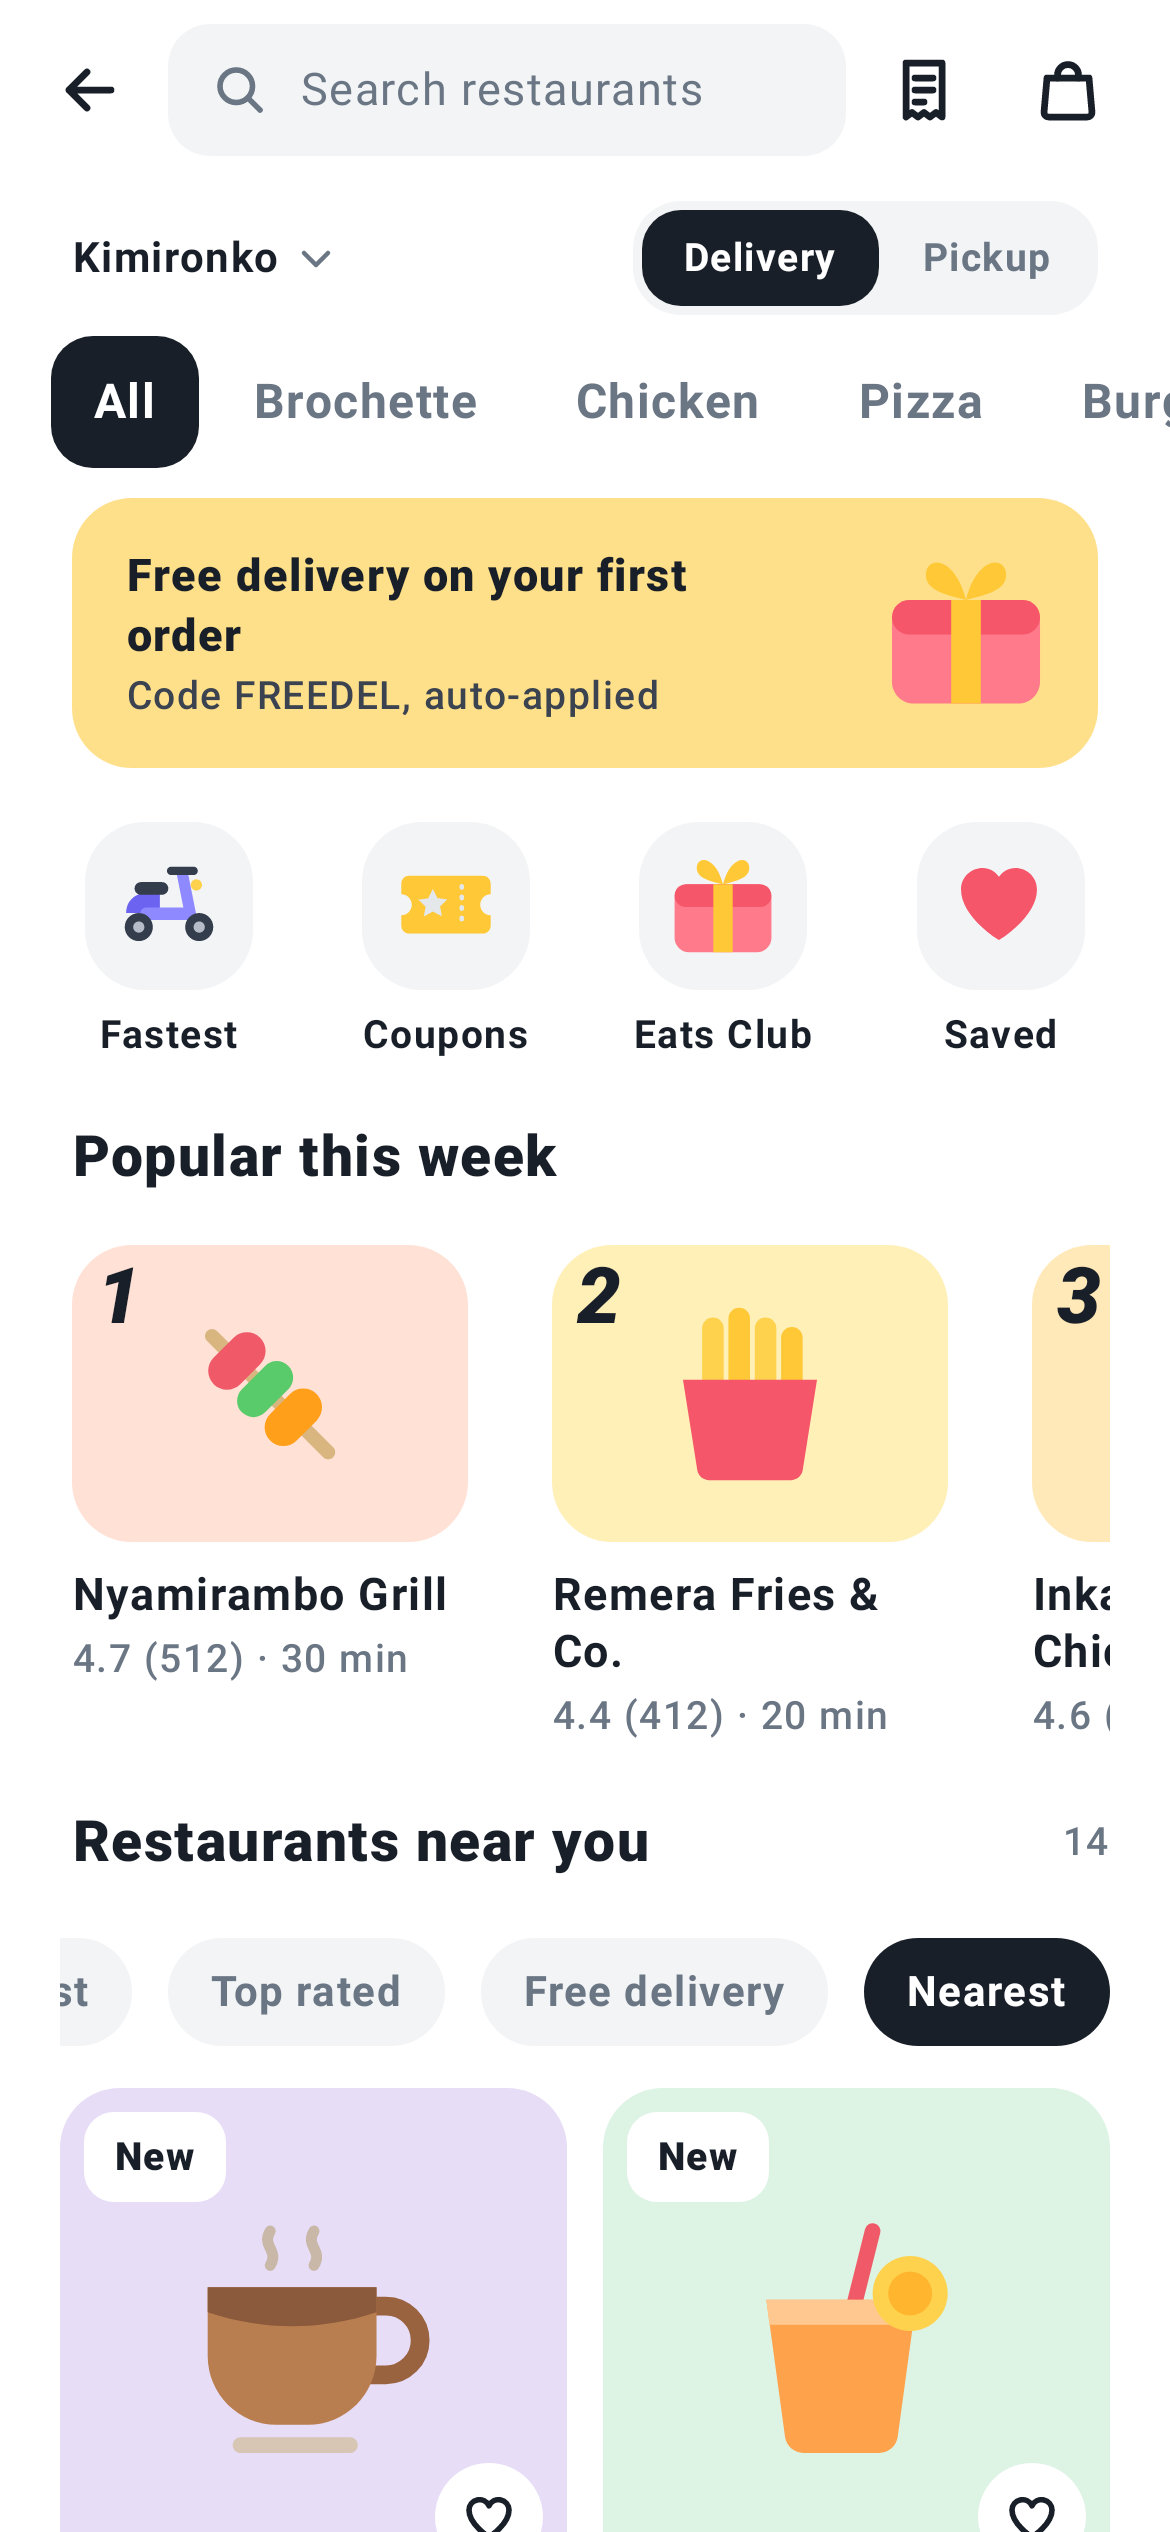 Search restaurants
Kimironko
Delivery
Pickup
All
Brochette
Chicken
Pizza
Free delivery on your first
order
Code FREEDEL, auto-applied
Fastest
Coupons
Eats Club
Saved
Popular this week
1
2
3
Nyamirambo Grill
4.7 (512) · 30 min
Remera Fries &
Co.
4.4 (412) · 20 min
4.6
Restaurants near you
14
Top rated
Free delivery
Nearest
New
New